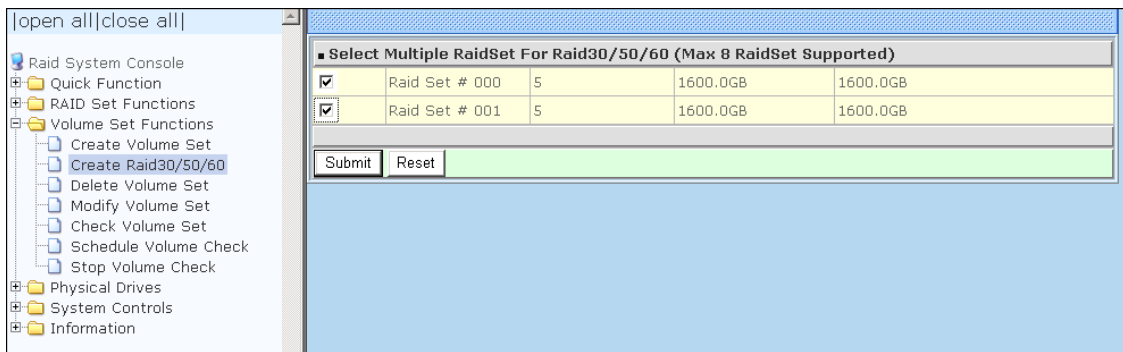 |open all|close all|
Raid System Console
Quick Function
RAID Set Functions
Volume Set Functions
Create Volume Set
Create Raid30/50/60
Delete Volume Set
Modify Volume Set
Check Volume Set
Schedule Volume Check
Stop Volume Check
Physical Drives
System Controls
Information
Select Multiple RaidSet For Raid30/50/60 (Max 8 RaidSet Supported)
Raid Set # 000 5 1600.0GB 1600.0GB
Raid Set # 001 5 1600.0GB 1600.0GB
Submit Reset